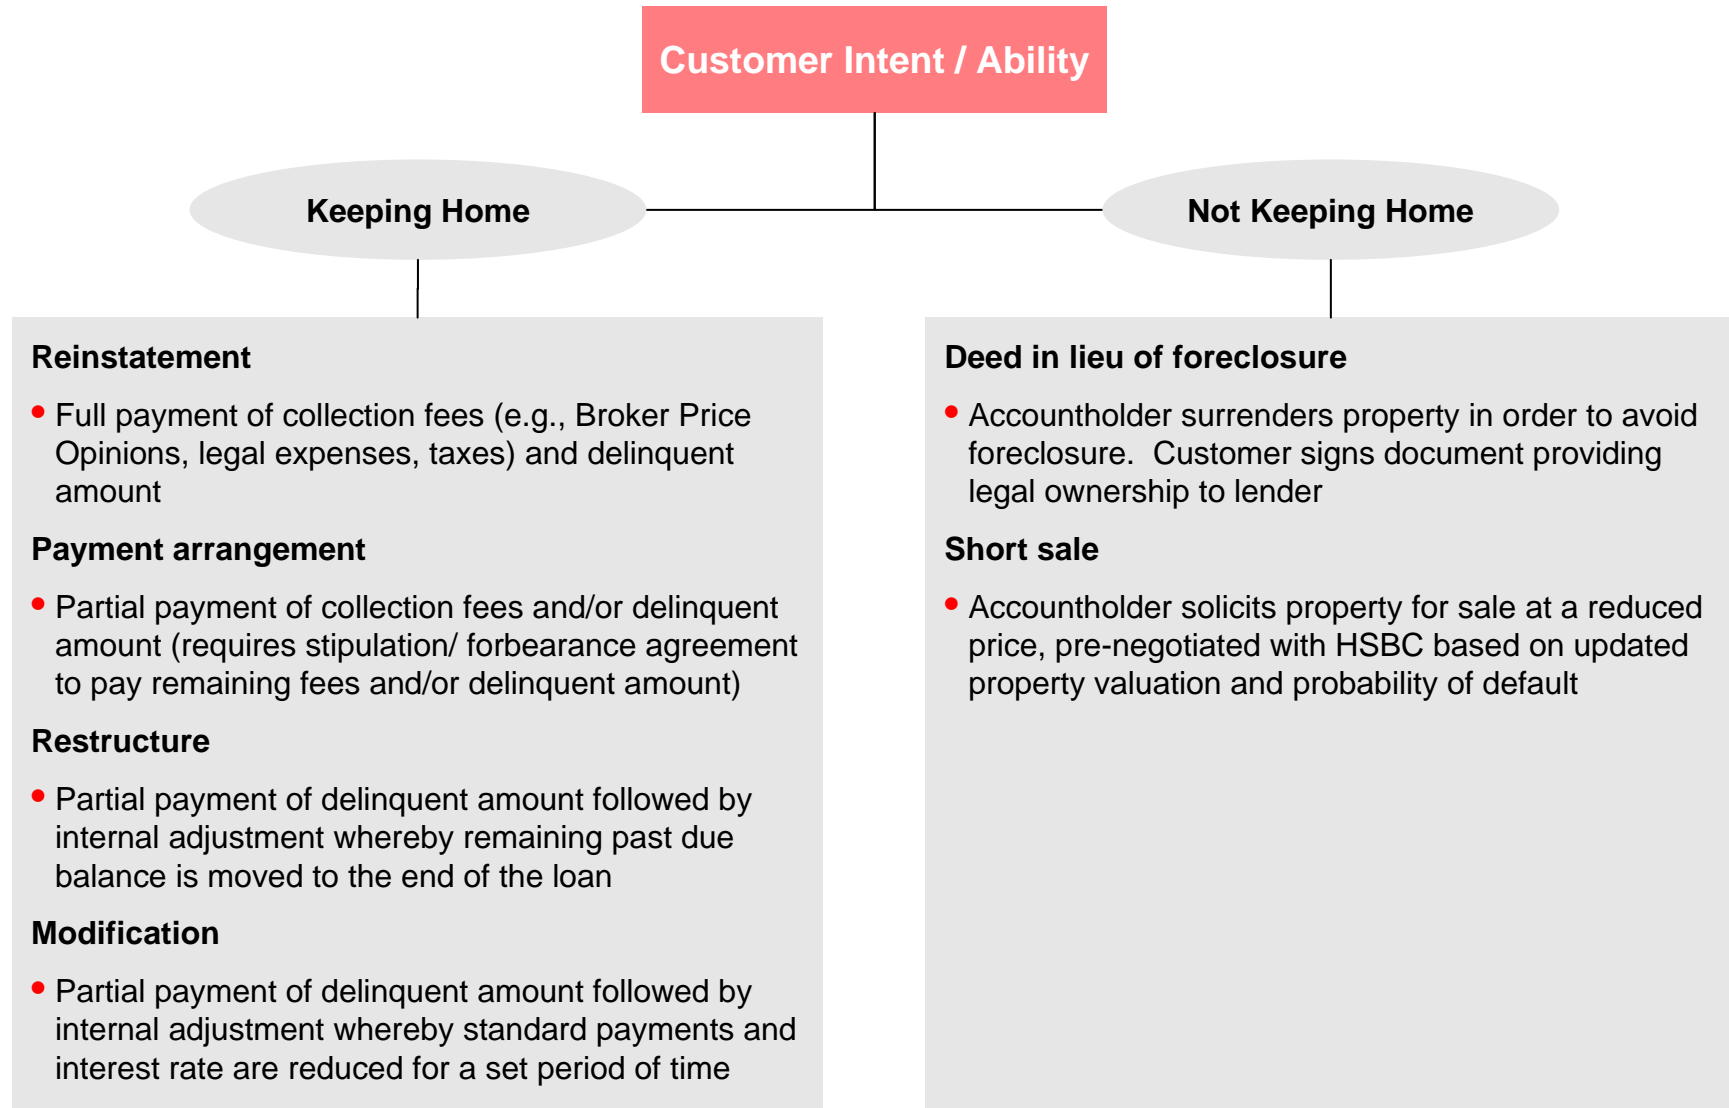 Customer Intent / Ability
Keeping Home
Not Keeping Home
Reinstatement
• Full payment of collection fees (e.g., Broker Price
Opinions, legal expenses, taxes) and delinquent
amount
Payment arrangement
• Partial payment of collection fees and/or delinquent
amount (requires stipulation/ forbearance agreement
to pay remaining fees and/or delinquent amount)
Restructure
• Partial payment of delinquent amount followed by
internal adjustment whereby remaining past due
balance is moved to the end of the loan
Modification
• Partial payment of delinquent amount followed by
internal adjustment whereby standard payments and
interest rate are reduced for a set period of time
Deed in lieu of foreclosure
• Accountholder surrenders property in order to avoid
foreclosure.  Customer signs document providing
legal ownership to lender
Short sale
• Accountholder solicits property for sale at a reduced
price, pre-negotiated with HSBC based on updated
property valuation and probability of default